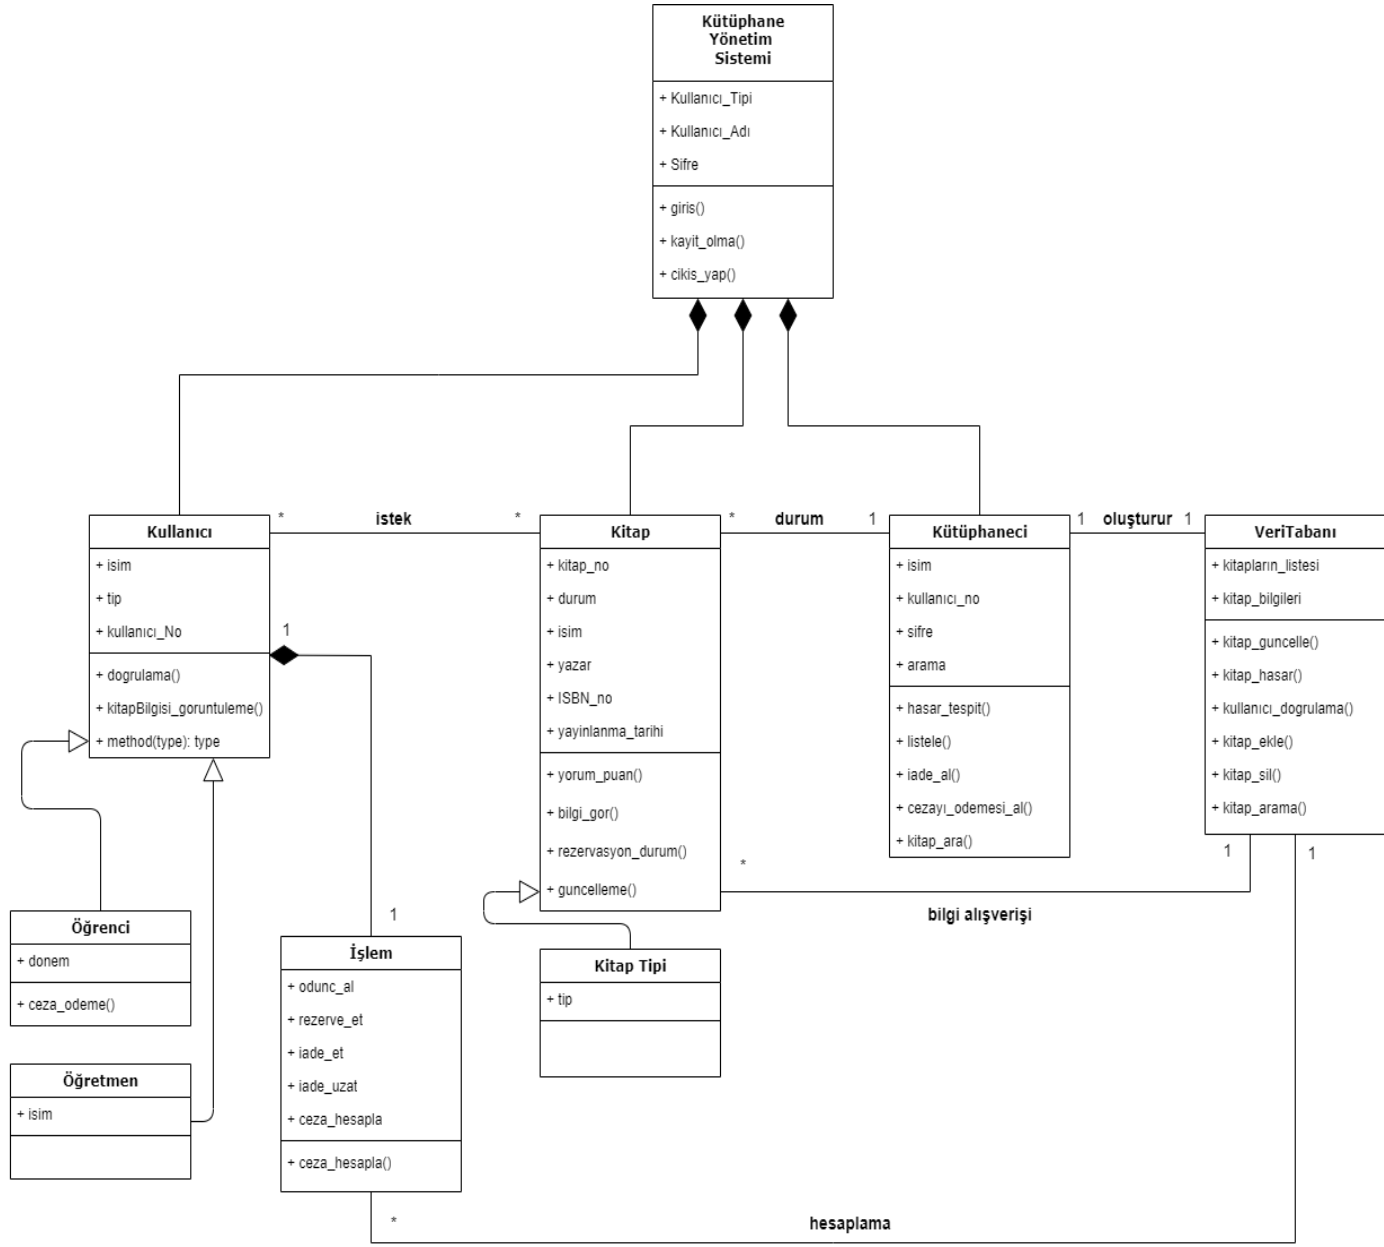 Kütüphane
Yönetim
Sistemi
+ Kullanıcı_Tipi
+ Kullanıcı_Adı
+ Sifre
+ giris()
+ kayit_olma()
+ cikis_yap()
* istek *
* durum 1
1 oluşturur 1
Kullanıcı
+ isim
+ tip
+ kullanıcı_No
+ dogrulama()
+ kitapBilgisi_goruntuleme()
+ method(type): type
1
Kitap
+ kitap_no
+ durum
+ isim
+ yazar
+ ISBN_no
+ yayinlanma_tarihi
+ yorum_puan()
+ bilgi_gor()
+ rezervasyon_durum()
+ guncelleme()
Kütüphaneci
+ isim
+ kullanıcı_no
+ sifre
+ arama
+ hasar_tespit()
+ listele()
+ iade_al()
+ cezayı_odemesi_al()
+ kitap_ara()
VeriTabanı
+ kitapların_listesi
+ kitap_bilgileri
+ kitap_guncelle()
+ kitap_hasar()
+ kullanıcı_dogrulama()
+ kitap_ekle()
+ kitap_sil()
+ kitap_arama()
* 1 1
bilgi alışverişi
Öğrenci
+ donem
+ ceza_odeme()
Öğretmen
+ isim
1
İşlem
+ odunc_al
+ rezerve_et
+ iade_et
+ iade_uzat
+ ceza_hesapla
+ ceza_hesapla()
Kitap Tipi
+ tip
* hesaplama